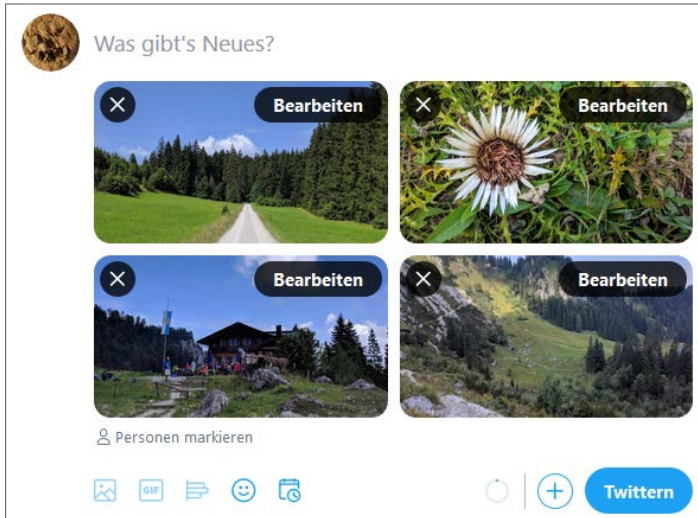 Was gibt's Neues?
Bearbeiten
Bearbeiten
Bearbeiten
Bearbeiten
Personen markieren
GIF
Twittern